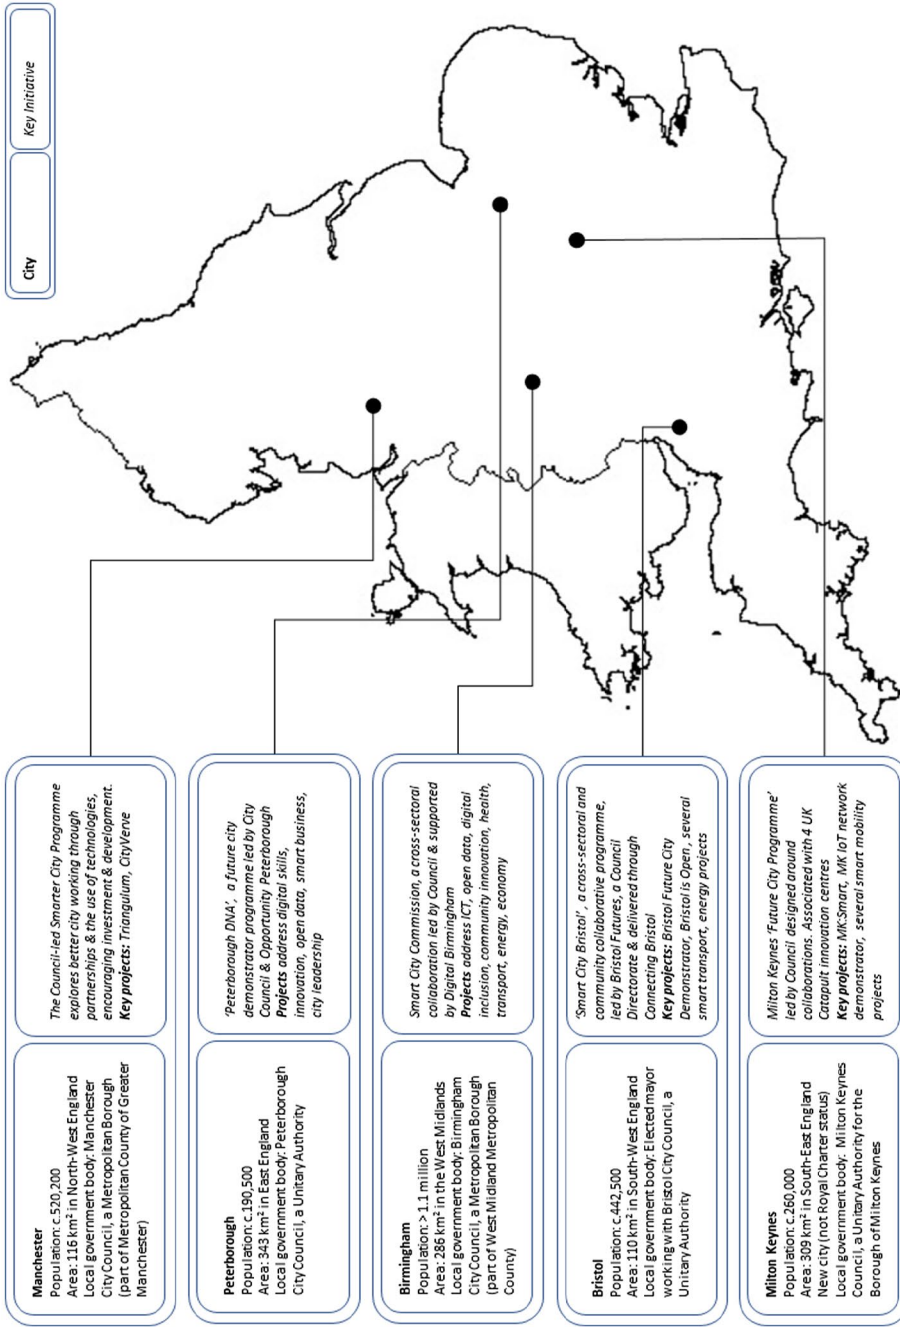 City
Key Initiative
Manchester
Population: c.520,200
Area: 116 km² in North-West England
Local government body: Manchester
City Council, a Metropolitan Borough
(part of Metropolitan County of Greater
Manchester)
The Council-led Smarter City Programme
explores better city working through
partnerships & the use of technologies,
encouraging investment & development.
Key projects: Triangulum, CityVerve
Peterborough
Population: c.190,500
Area: 343 km² in East England
Local government body: Peterborough
City Council, a Unitary Authority
'Peterborough DNA', a future city
demonstrator programme led by City
Council & Opportunity Peterborough
Projects address digital skills,
innovation, open data, smart business,
city leadership
Birmingham
Population: >1.1 million
Area: 286 km² in the West Midlands
Local government body: Birmingham
City Council, a Metropolitan Borough
(part of West Midland Metropolitan
County)
Smart City Commission, a cross-sectoral
collaboration led by Council & supported
by Digital Birmingham
Projects address ICT, open data, digital
inclusion, community innovation, health,
transport, energy, economy
Bristol
Population: c.442,500
Area: 110 km² in South-West England
Local government body: Elected mayor
working with Bristol City Council, a
Unitary Authority
'Smart City Bristol', a cross-sectoral and
community collaborative programme,
led by Bristol Futures, a Council
Directorate & delivered through
Connecting Bristol
Key projects: Bristol Future City
Demonstrator, Bristol is Open, several
smart transport, energy projects
Milton Keynes
Population: c.260,000
Area: 309 km² in South-East England
New city (not Royal Charter status)
Local government body: Milton Keynes
Council, a Unitary Authority for the
Borough of Milton Keynes
Milton Keynes 'Future City Programme'
led by Council designed around
collaborations. Associated with 4 UK
Catapult innovation centres
Key projects: MK:Smart, MK IoT network
demonstrator, several smart mobility
projects